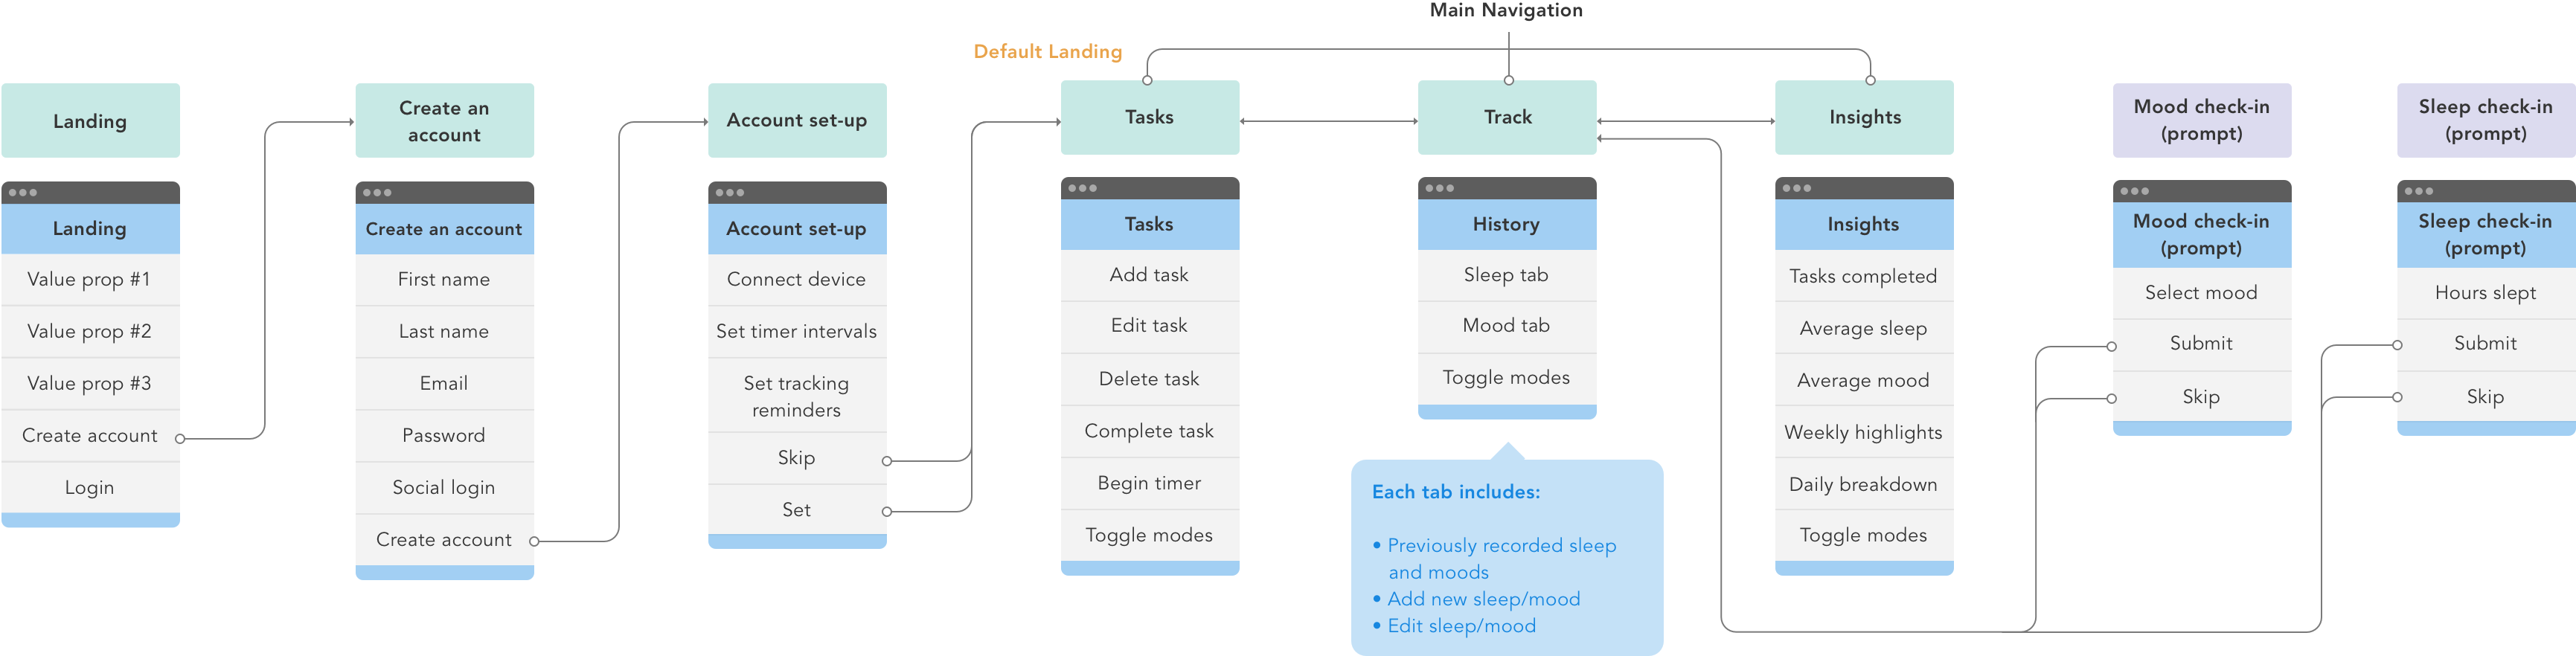 Main Navigation
Default Landing
Landing
Create an
account
Account set-up
Tasks
Track
Insights
Mood check-in
(prompt)
Sleep check-in
(prompt)
Landing
Value prop #1
Value prop #2
Value prop #3
Create account
Login
Create an account
First name
Last name
Email
Password
Social login
Create account
Account set-up
Connect device
Set timer intervals
Set tracking
reminders
Skip
Set
Tasks
Add task
Edit task
Delete task
Complete task
Begin timer
Toggle modes
History
Sleep tab
Mood tab
Toggle modes
Each tab includes:
• Previously recorded sleep
and moods
• Add new sleep/mood
• Edit sleep/mood
Insights
Tasks completed
Average sleep
Average mood
Weekly highlights
Daily breakdown
Toggle modes
Mood check-in
(prompt)
Select mood
Submit
Skip
Sleep check-in
(prompt)
Hours slept
Submit
Skip